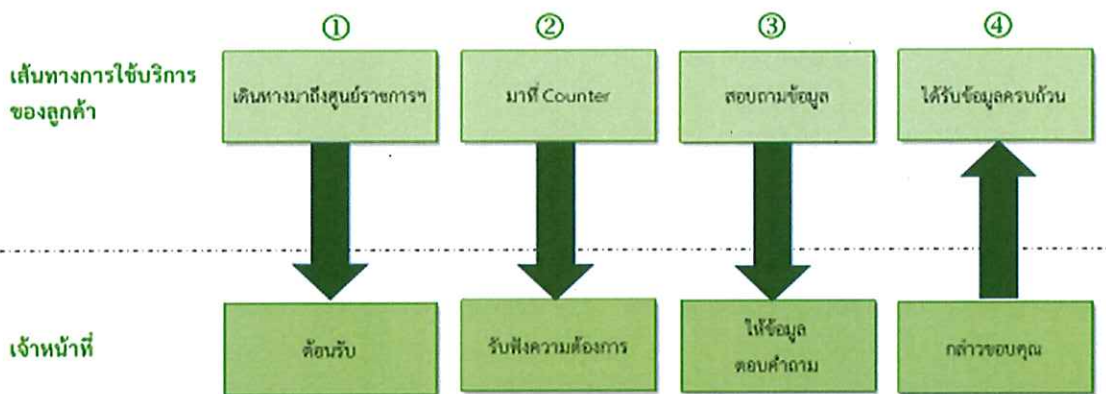 ① ② ③ ④
เส้นทางการใช้บริการ
ของลูกค้า
เดินทางมาถึงศูนย์ราชการฯ
มาที่ Counter
สอบถามข้อมูล
ได้รับข้อมูลครบถ้วน
เจ้าหน้าที่
ต้อนรับ
รับฟังความต้องการ
ให้ข้อมูล
ตอบคำถาม
กล่าวขอบคุณ